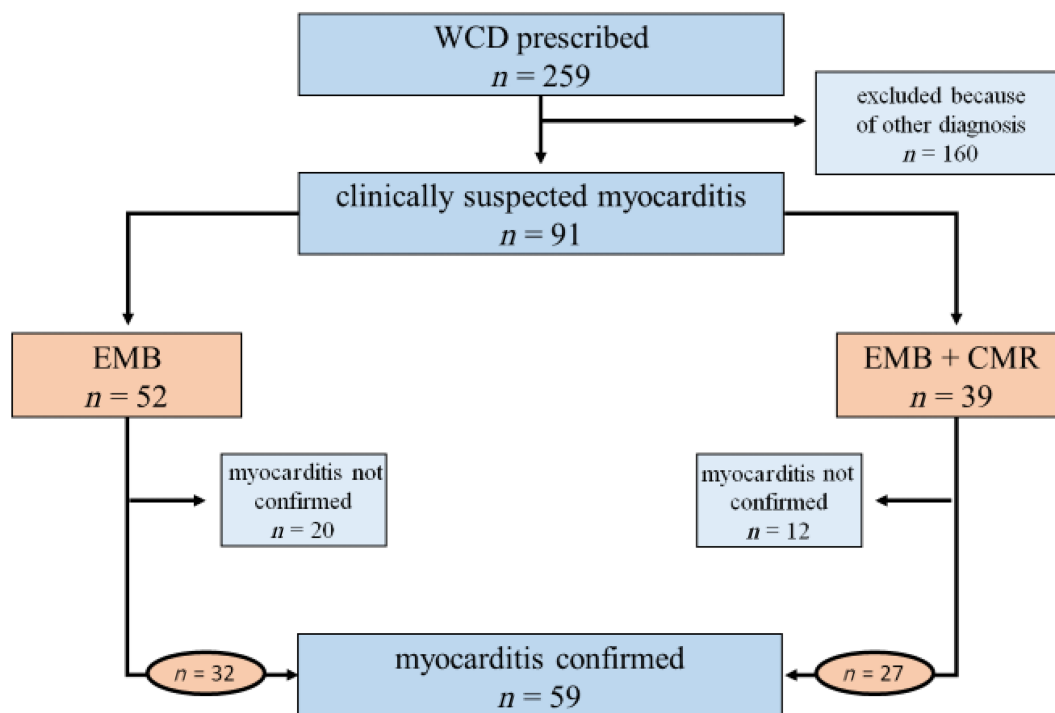 WCD prescribed
n = 259
excluded because
of other diagnosis
n = 160
clinically suspected myocarditis
n = 91
EMB
n = 52
EMB + CMR
n = 39
myocarditis not
confirmed
n = 20
myocarditis not
confirmed
n = 12
n = 32
myocarditis confirmed
n = 59
n = 27